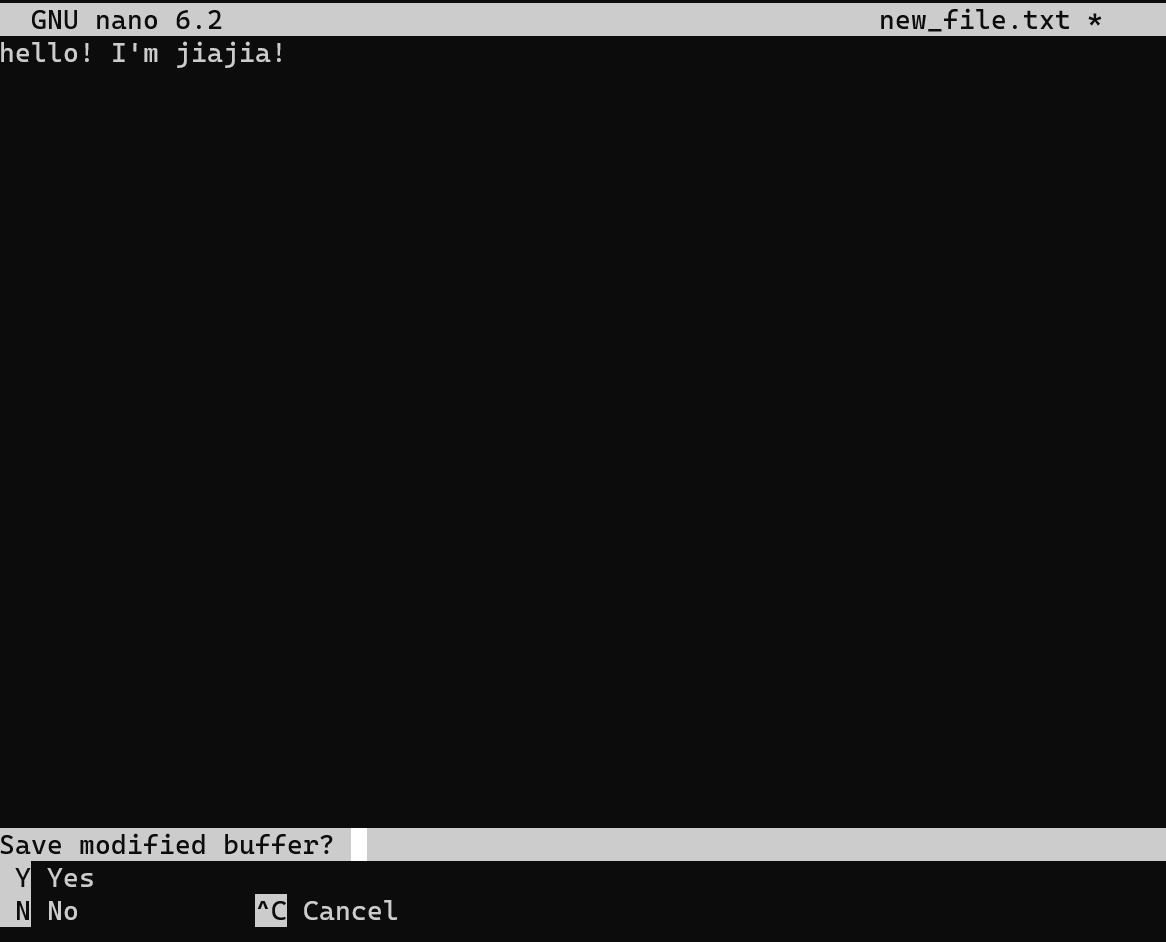 GNU nano 6.2 new_file.txt *
hello! I'm jiajia!
Save modified buffer?
Y Yes
N No ^C Cancel